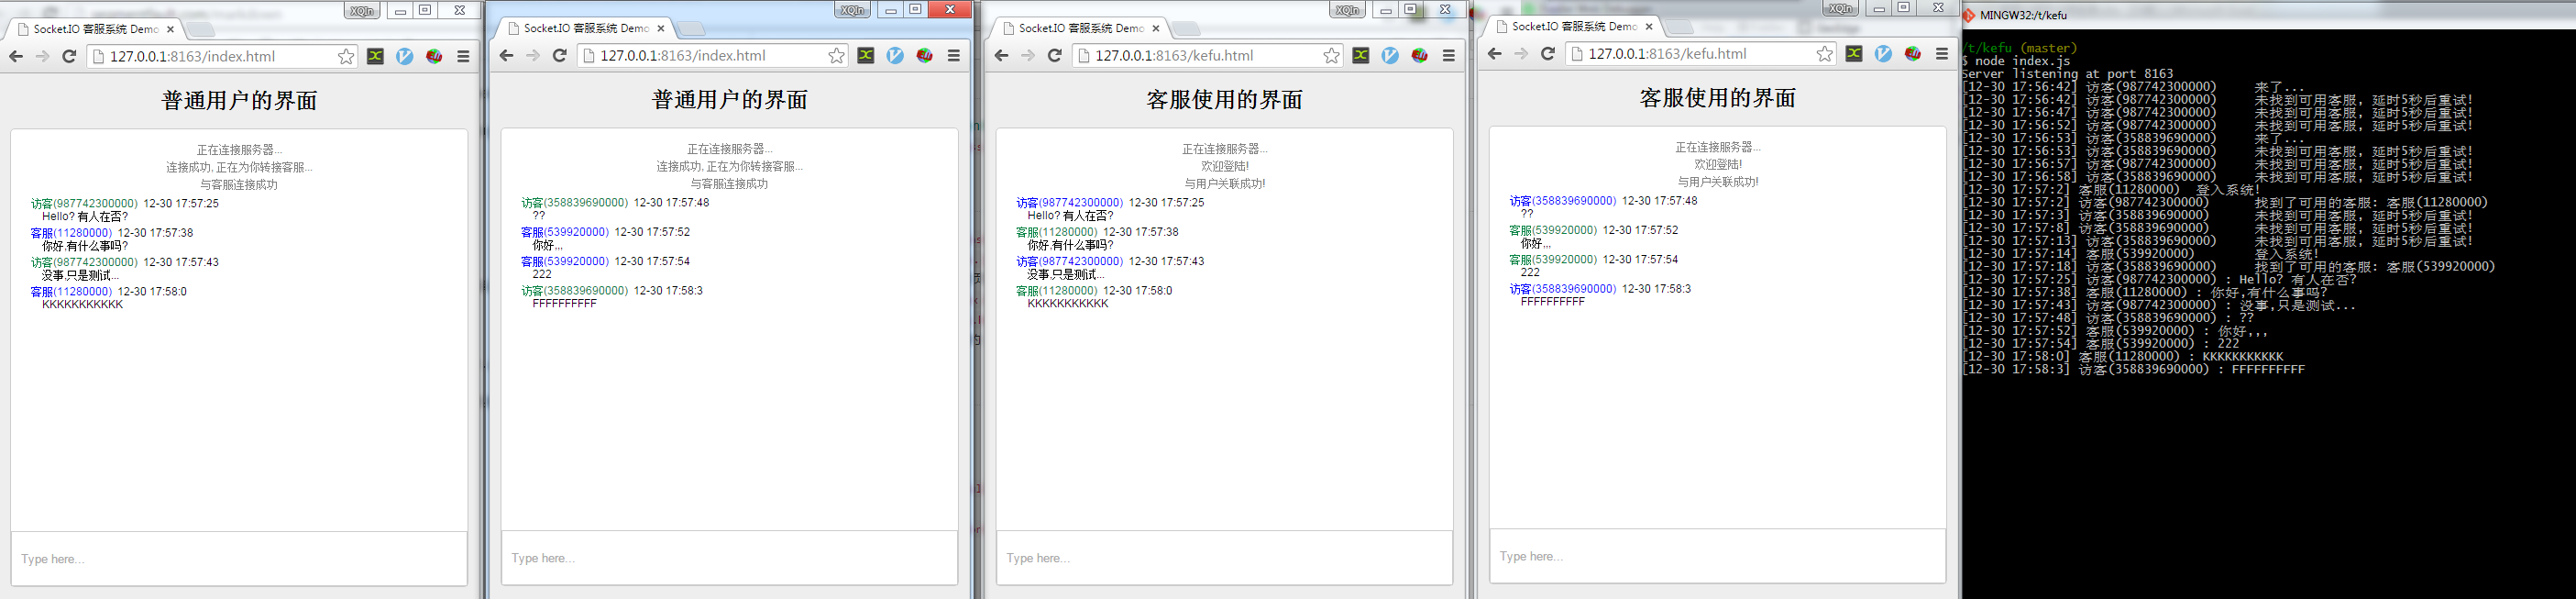 XQin
Socket.IO 客服系统 Demo
127.0.0.1:8163/index.html
普通用户的界面
正在连接服务器...
连接成功, 正在为你转接客服...
与客服连接成功
访客(987742300000) 12-30 17:57:25
Hello? 有人在否?
客服(11280000) 12-30 17:57:38
你好,有什么事吗?
访客(987742300000) 12-30 17:57:43
没事,只是测试...
客服(11280000) 12-30 17:58:0
KKKKKKKKKKK
Type here...
XQin
Socket.IO 客服系统 Demo
127.0.0.1:8163/index.html
普通用户的界面
正在连接服务器...
连接成功, 正在为你转接客服...
与客服连接成功
访客(358839690000) 12-30 17:57:48
??
客服(539920000) 12-30 17:57:52
你好,,,
客服(539920000) 12-30 17:57:54
222
访客(358839690000) 12-30 17:58:3
FFFFFFFFFF
Type here...
XQin
Socket.IO 客服系统 Demo
127.0.0.1:8163/kefu.html
客服使用的界面
正在连接服务器...
欢迎登陆!
与用户关联成功!
访客(987742300000) 12-30 17:57:25
Hello? 有人在否?
客服(11280000) 12-30 17:57:38
你好,有什么事吗?
访客(987742300000) 12-30 17:57:43
没事,只是测试...
客服(11280000) 12-30 17:58:0
KKKKKKKKKKK
Type here...
XQin
Socket.IO 客服系统 Demo
127.0.0.1:8163/kefu.html
客服使用的界面
正在连接服务器...
欢迎登陆!
与用户关联成功!
访客(358839690000) 12-30 17:57:48
??
客服(539920000) 12-30 17:57:52
你好,,,
客服(539920000) 12-30 17:57:54
222
访客(358839690000) 12-30 17:58:3
FFFFFFFFFF
Type here...
MINGW32:/t/kefu
/t/kefu (master)
$ node index.js
Server listening at port 8163
[12-30 17:56:42] 访客(987742300000) 来了...
[12-30 17:56:42] 访客(987742300000) 未找到可用客服, 延时5秒后重试!
[12-30 17:56:47] 访客(987742300000) 未找到可用客服, 延时5秒后重试!
[12-30 17:56:52] 访客(987742300000) 未找到可用客服, 延时5秒后重试!
[12-30 17:56:53] 访客(358839690000) 来了...
[12-30 17:56:53] 访客(358839690000) 未找到可用客服, 延时5秒后重试!
[12-30 17:56:57] 访客(987742300000) 未找到可用客服, 延时5秒后重试!
[12-30 17:56:58] 访客(358839690000) 未找到可用客服, 延时5秒后重试!
[12-30 17:57:2] 客服(11280000) 登入系统!
[12-30 17:57:2] 访客(987742300000) 找到了可用的客服: 客服(11280000)
[12-30 17:57:3] 访客(358839690000) 未找到可用客服, 延时5秒后重试!
[12-30 17:57:8] 访客(358839690000) 未找到可用客服, 延时5秒后重试!
[12-30 17:57:13] 访客(358839690000) 未找到可用客服, 延时5秒后重试!
[12-30 17:57:14] 客服(539920000) 登入系统!
[12-30 17:57:18] 访客(358839690000) 找到了可用的客服: 客服(539920000)
[12-30 17:57:25] 访客(987742300000) : Hello? 有人在否?
[12-30 17:57:38] 客服(11280000) : 你好,有什么事吗?
[12-30 17:57:43] 访客(987742300000) : 没事,只是测试...
[12-30 17:57:48] 访客(358839690000) : ??
[12-30 17:57:52] 客服(539920000) : 你好,,,
[12-30 17:57:54] 客服(539920000) : 222
[12-30 17:58:0] 客服(11280000) : KKKKKKKKKKK
[12-30 17:58:3] 访客(358839690000) : FFFFFFFFFF